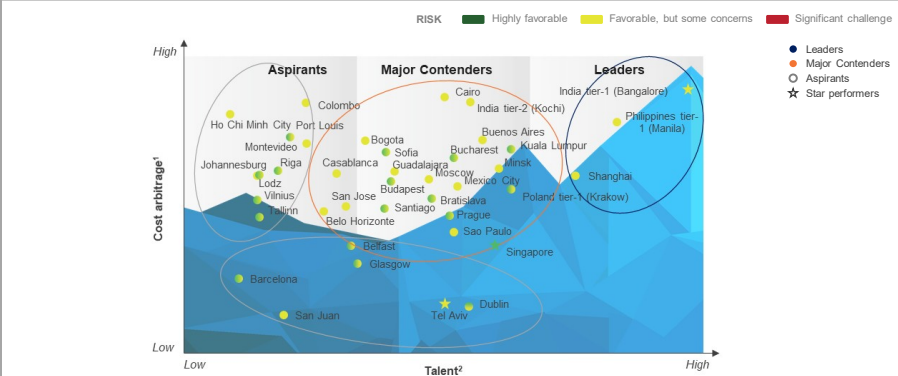 RISK Highly favorable Favorable, but some concerns Significant challenge
Leaders
Major Contenders
Aspirants
Star performers
High
Cost arbitrage¹
Low
Aspirants Major Contenders Leaders
Colombo
Ho Chi Minh City
Port Louis
Montevideo
Johannesburg
Riga
Lodz
Vilnius
Tallinn
Cairo
India tier-2 (Kochi)
Bogota
Buenos Aires
Sofia
Bucharest
Kuala Lumpur
Casablanca
Guadalajara
Minsk
Moscow
Mexico City
Budapest
Poland tier-1 (Krakow)
San Jose
Bratislava
Santiago
Belo Horizonte
Prague
Sao Paulo
India tier-1 (Bangalore)
Philippines tier-
1 (Manila)
Shanghai
Belfast
Singapore
Glasgow
Barcelona
Dublin
San Juan
Tel Aviv
Low
Talent²
High